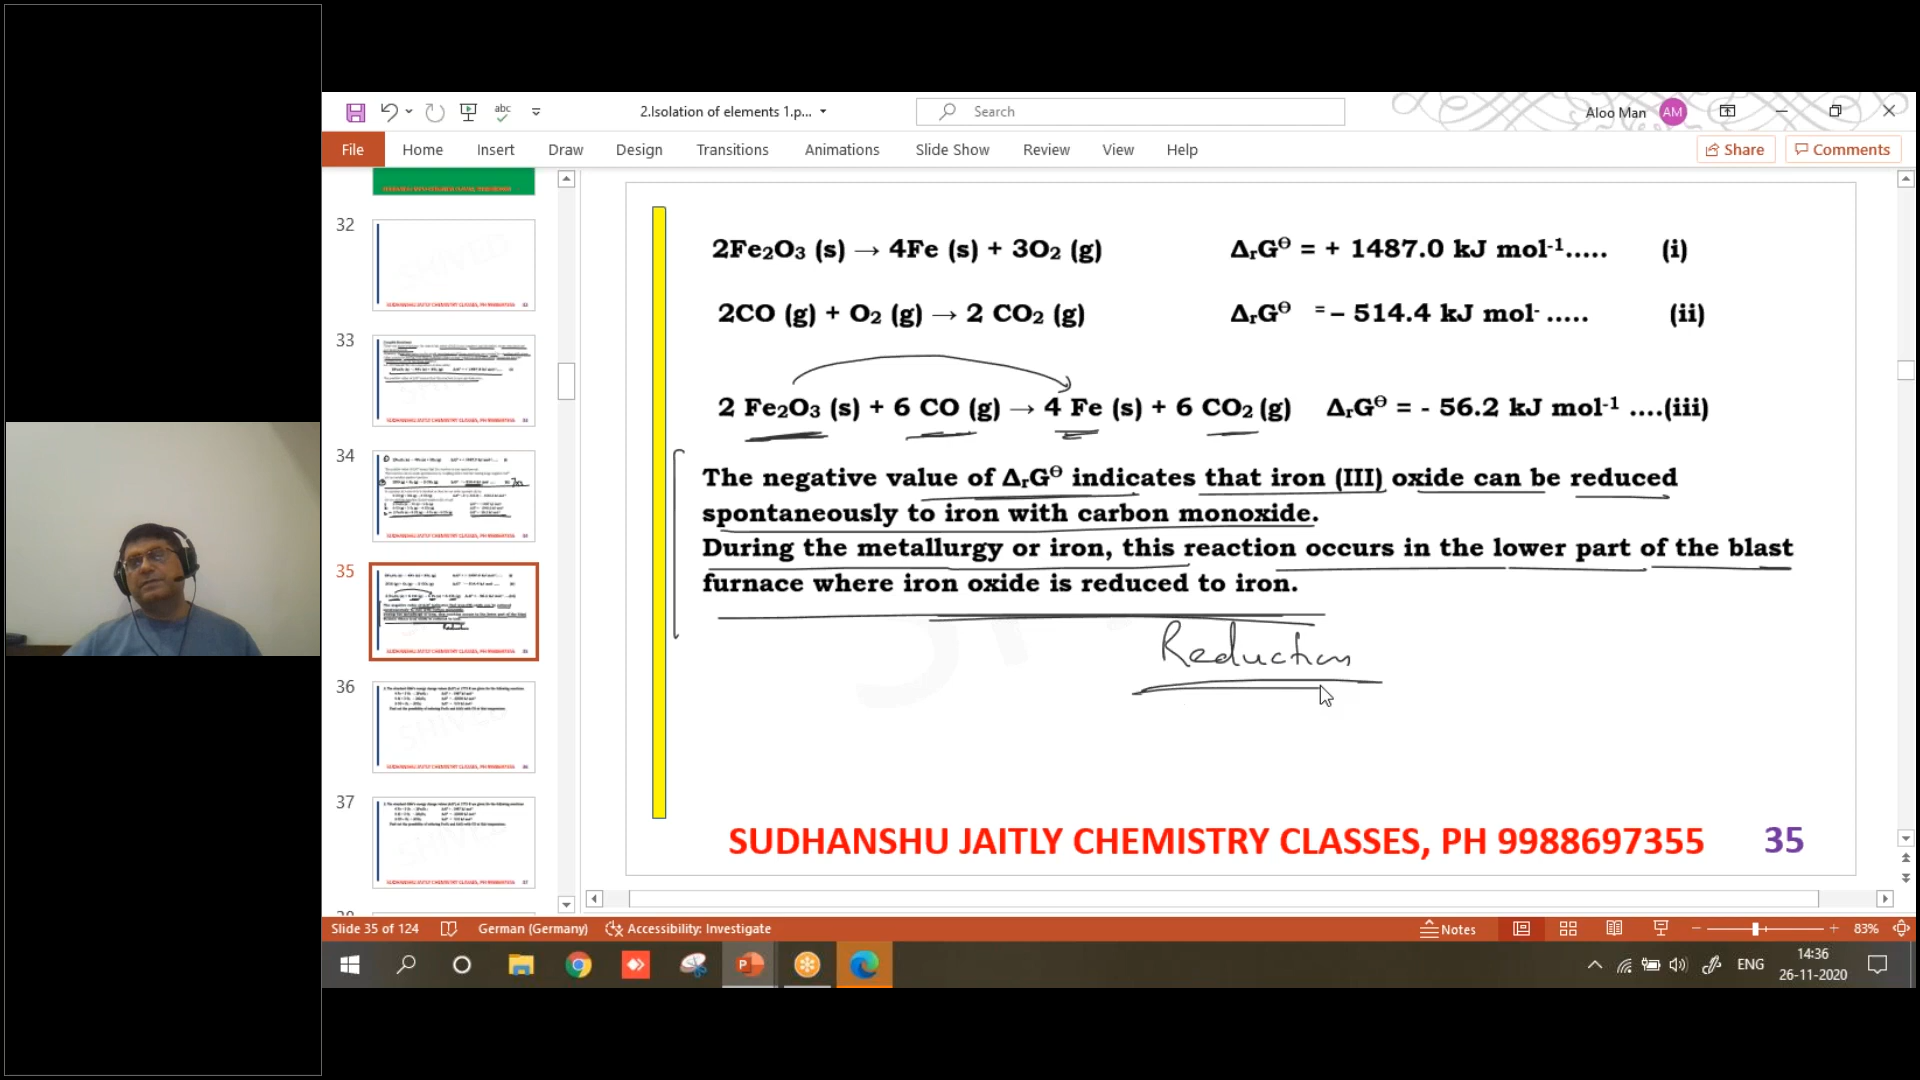 2.Isolation of elements 1.p...
Search
Aloo Man
AM
File
Home
Insert
Draw
Design
Transitions
Animations
Slide Show
Review
View
Help
Share
Comments
32
33
34
35
36
37
2Fe₂O₃ (s) → 4Fe (s) + 3O₂ (g) ΔᵣG⊖ = + 1487.0 kJ mol⁻¹..... (i)
2CO (g) + O₂ (g) → 2 CO₂ (g) ΔᵣG⊖ = – 514.4 kJ mol⁻ ..... (ii)
2 Fe₂O₃ (s) + 6 CO (g) → 4 Fe (s) + 6 CO₂ (g) ΔᵣG⊖ = - 56.2 kJ mol⁻¹ ....(iii)
The negative value of ΔᵣG⊖ indicates that iron (III) oxide can be reduced
spontaneously to iron with carbon monoxide.
During the metallurgy or iron, this reaction occurs in the lower part of the blast
furnace where iron oxide is reduced to iron.
Reduction
SUDHANSHU JAITLY CHEMISTRY CLASSES, PH 9988697355 35
Slide 35 of 124
German (Germany)
Accessibility: Investigate
Notes
83%
ENG
14:36
26-11-2020